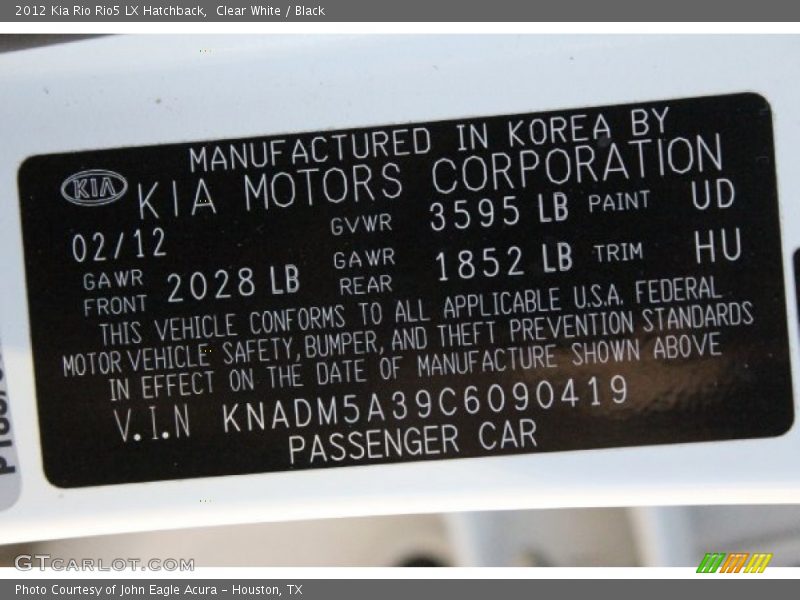 2012 Kia Rio Rio5 LX Hatchback,  Clear White / Black
MANUFACTURED IN KOREA BY
KIA KIA MOTORS CORPORATION
02/12 GVWR 3595 LB PAINT UD
GAWR FRONT 2028 LB GAWR REAR 1852 LB TRIM HU
THIS VEHICLE CONFORMS TO ALL APPLICABLE U.S.A. FEDERAL
MOTOR VEHICLE SAFETY, BUMPER, AND THEFT PREVENTION STANDARDS
IN EFFECT ON THE DATE OF MANUFACTURE SHOWN ABOVE
V.I.N KNADM5A39C6090419
PASSENGER CAR
GTCARLOT.COM
Photo Courtesy of John Eagle Acura - Houston, TX